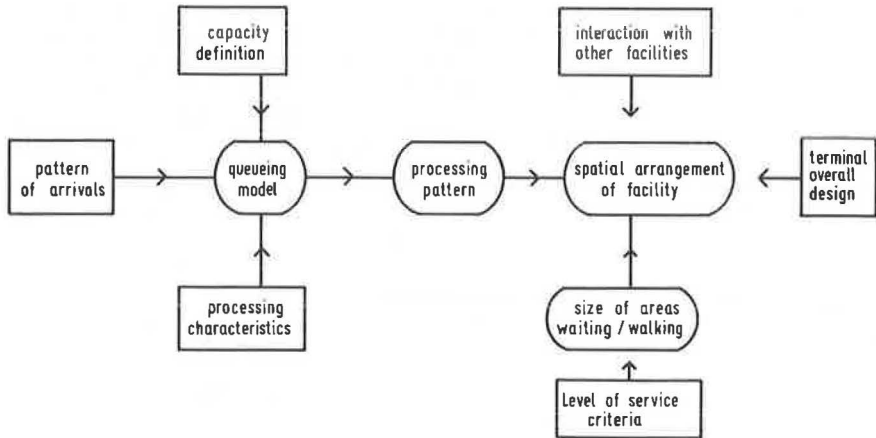 capacity
definition
interaction with
other facilities
pattern
of arrivals
queueing
model
processing
pattern
spatial arrangement
of facility
terminal
overall
design
processing
characteristics
size of areas
waiting / walking
Level of service
criteria